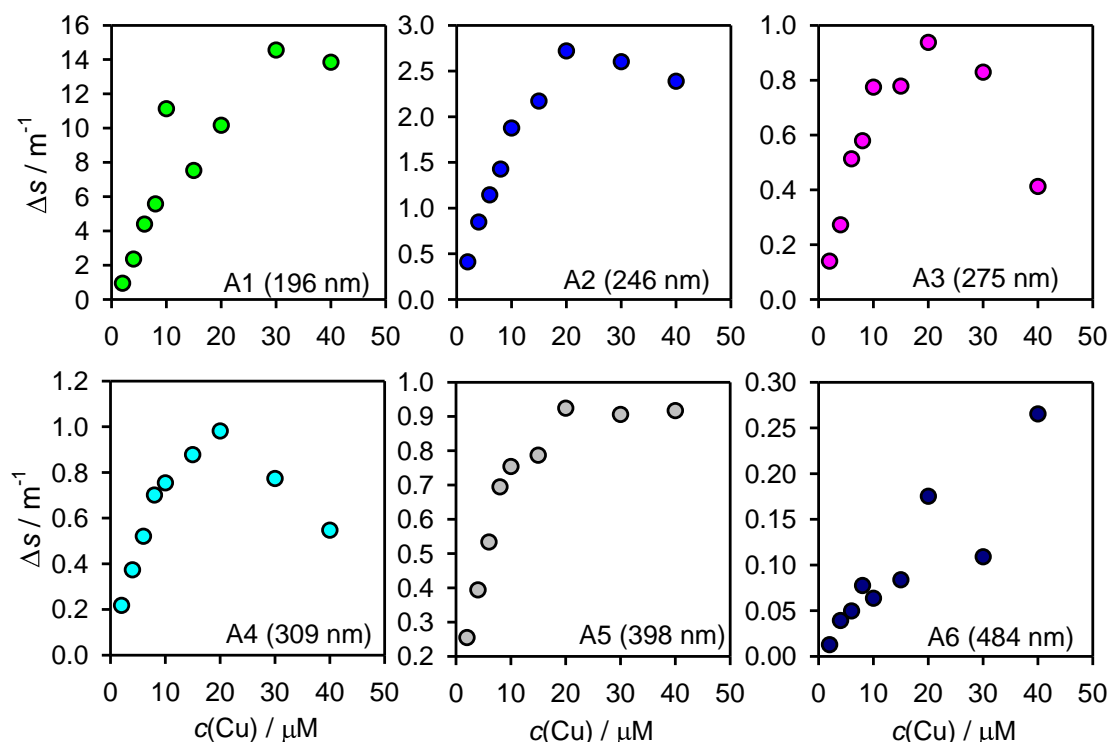 Δs / m⁻¹
16
14
12
10
8
6
4
2
0
A1 (196 nm)
0 10 20 30 40 50
3.0
2.5
2.0
1.5
1.0
0.5
0.0
A2 (246 nm)
0 10 20 30 40 50
1.0
0.8
0.6
0.4
0.2
0.0
A3 (275 nm)
0 10 20 30 40 50
Δs / m⁻¹
1.2
1.0
0.8
0.6
0.4
0.2
0.0
A4 (309 nm)
0 10 20 30 40 50
c(Cu) / µM
1.0
0.9
0.8
0.7
0.6
0.5
0.4
0.3
0.2
A5 (398 nm)
0 10 20 30 40 50
c(Cu) / µM
0.30
0.25
0.20
0.15
0.10
0.05
0.00
A6 (484 nm)
0 10 20 30 40 50
c(Cu) / µM